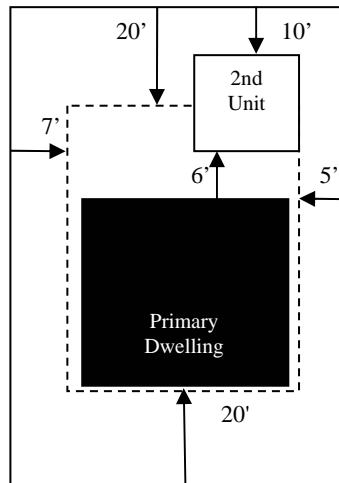 20’
10’
2nd
Unit
7’
6’
5’
Primary
Dwelling
20'